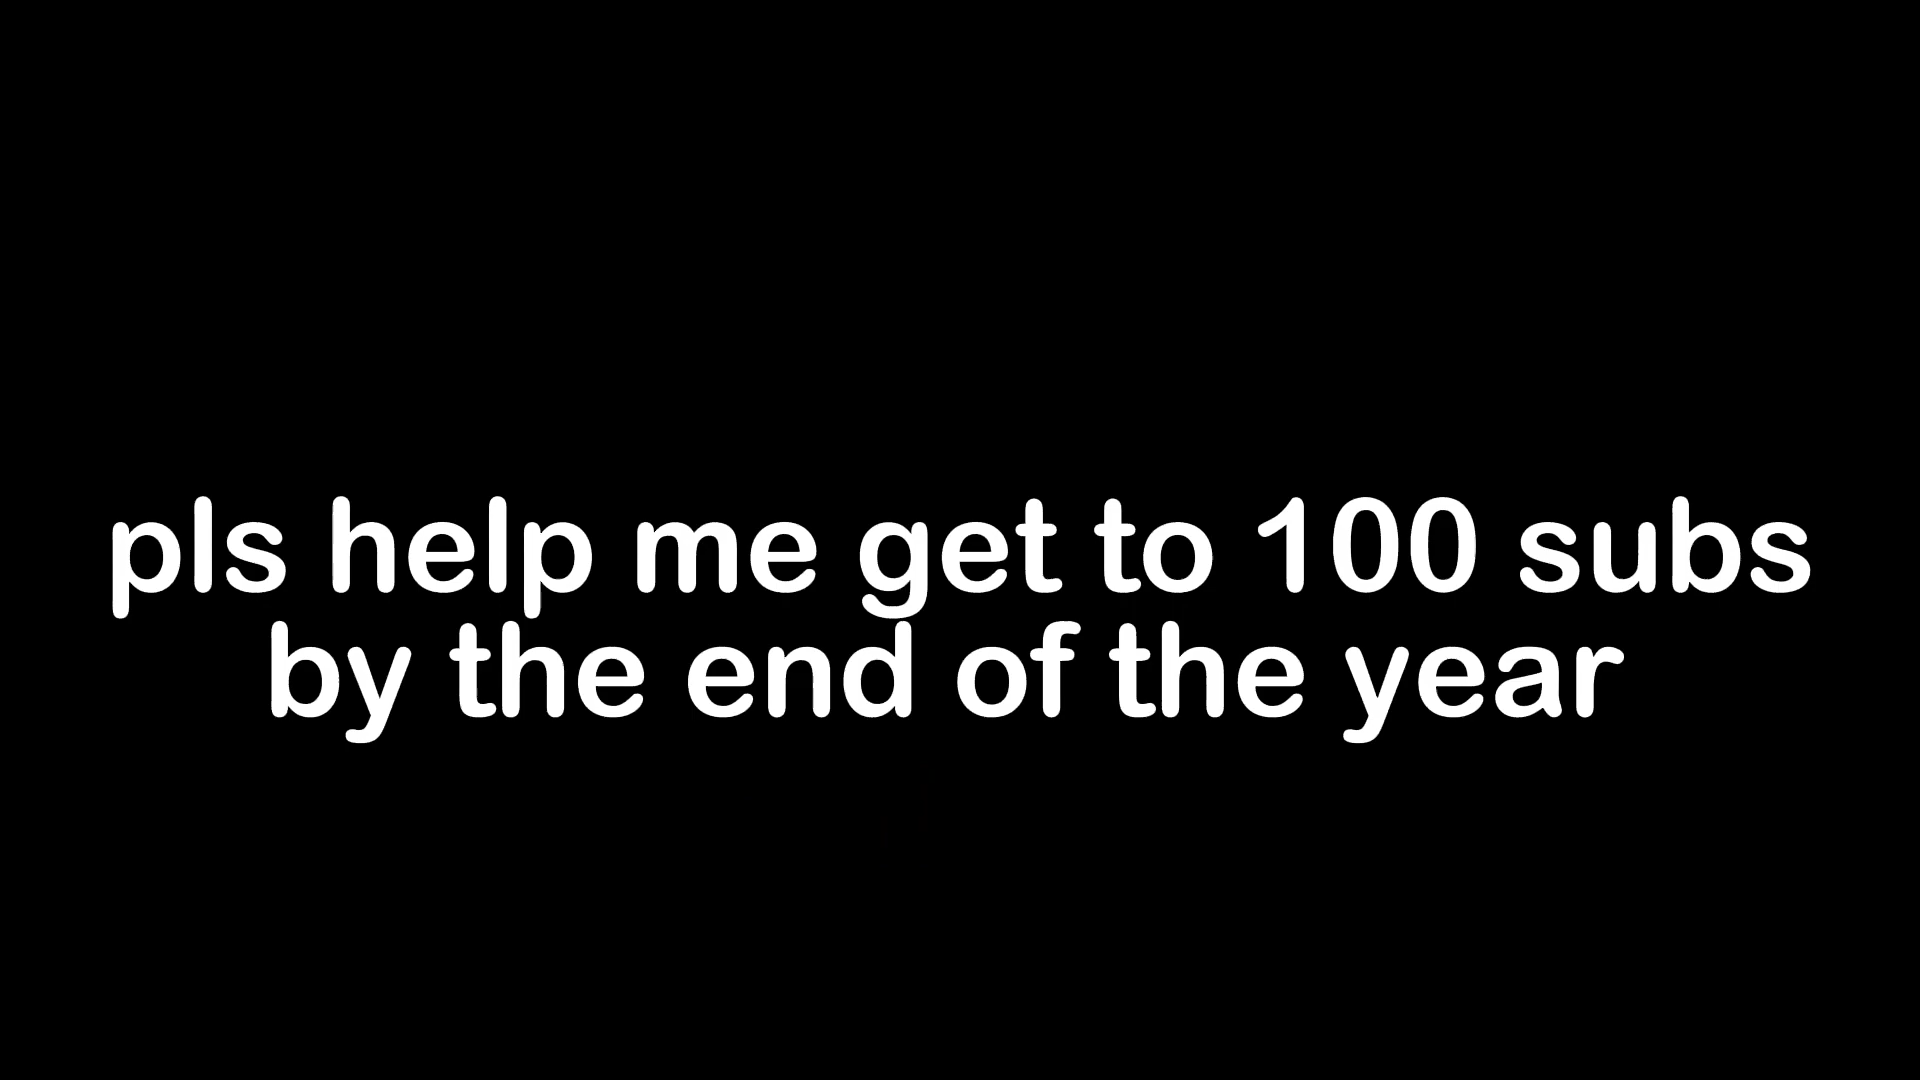 pls help me get to 100 subs
by the end of the year